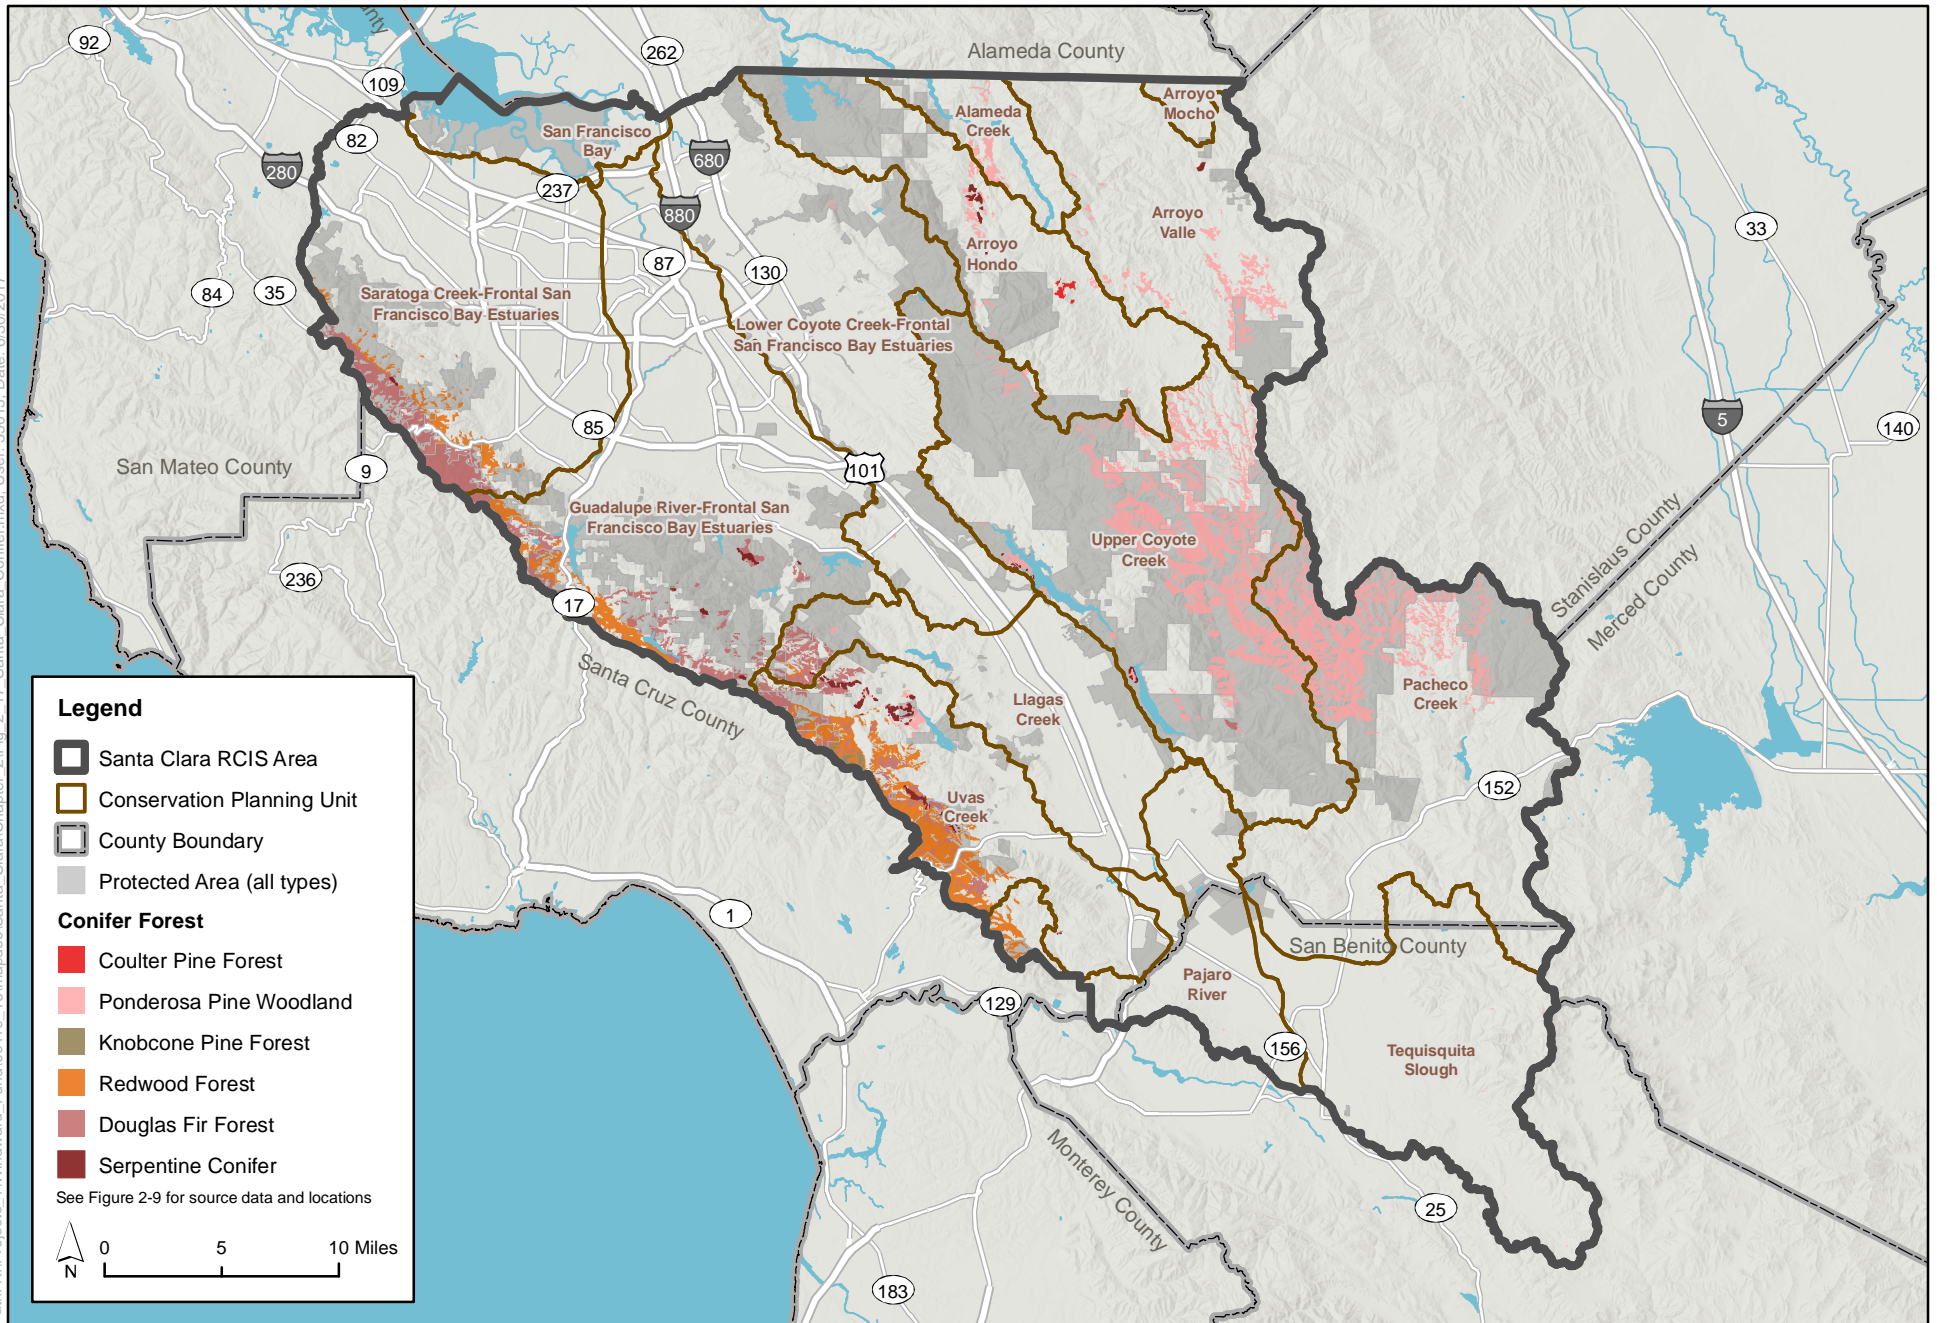 92
109
262
Alameda County
82
280
San Francisco
Bay
680
Alameda
Creek
Arroyo
Mocho
237
880
Arroyo
Valle
33
87
130
Arroyo
Hondo
84
35
Saratoga Creek-Frontal San
Francisco Bay Estuaries
Lower Coyote Creek-Frontal
San Francisco Bay Estuaries
85
5
140
San Mateo County
9
101
Guadalupe River-Frontal San
Francisco Bay Estuaries
Upper Coyote
Creek
236
17
Stanislaus County
Merced County
Santa Cruz County
Llagas
Creek
Pacheco
Creek
152
Uvas
Creek
1
San Benito County
Pajaro
River
129
156
Tequisquita
Slough
Monterey County
25
183
Legend
Santa Clara RCIS Area
Conservation Planning Unit
County Boundary
Protected Area (all types)
Conifer Forest
Coulter Pine Forest
Ponderosa Pine Woodland
Knobcone Pine Forest
Redwood Forest
Douglas Fir Forest
Serpentine Conifer
See Figure 2-9 for source data and locations
N
0 5 10 Miles